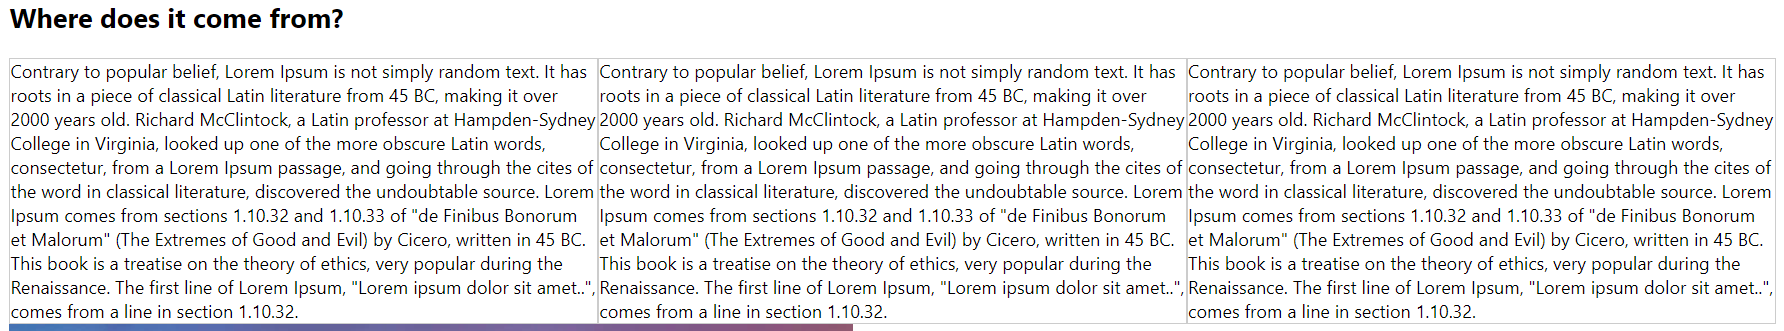 Where does it come from?
Contrary to popular belief, Lorem Ipsum is not simply random text. It has
roots in a piece of classical Latin literature from 45 BC, making it over
2000 years old. Richard McClintock, a Latin professor at Hampden-Sydney
College in Virginia, looked up one of the more obscure Latin words,
consectetur, from a Lorem Ipsum passage, and going through the cites of
the word in classical literature, discovered the undoubtable source. Lorem
Ipsum comes from sections 1.10.32 and 1.10.33 of "de Finibus Bonorum
et Malorum" (The Extremes of Good and Evil) by Cicero, written in 45 BC.
This book is a treatise on the theory of ethics, very popular during the
Renaissance. The first line of Lorem Ipsum, "Lorem ipsum dolor sit amet..",
comes from a line in section 1.10.32.
Contrary to popular belief, Lorem Ipsum is not simply random text. It has
roots in a piece of classical Latin literature from 45 BC, making it over
2000 years old. Richard McClintock, a Latin professor at Hampden-Sydney
College in Virginia, looked up one of the more obscure Latin words,
consectetur, from a Lorem Ipsum passage, and going through the cites of
the word in classical literature, discovered the undoubtable source. Lorem
Ipsum comes from sections 1.10.32 and 1.10.33 of "de Finibus Bonorum
et Malorum" (The Extremes of Good and Evil) by Cicero, written in 45 BC.
This book is a treatise on the theory of ethics, very popular during the
Renaissance. The first line of Lorem Ipsum, "Lorem ipsum dolor sit amet..",
comes from a line in section 1.10.32.
Contrary to popular belief, Lorem Ipsum is not simply random text. It has
roots in a piece of classical Latin literature from 45 BC, making it over
2000 years old. Richard McClintock, a Latin professor at Hampden-Sydney
College in Virginia, looked up one of the more obscure Latin words,
consectetur, from a Lorem Ipsum passage, and going through the cites of
the word in classical literature, discovered the undoubtable source. Lorem
Ipsum comes from sections 1.10.32 and 1.10.33 of "de Finibus Bonorum
et Malorum" (The Extremes of Good and Evil) by Cicero, written in 45 BC.
This book is a treatise on the theory of ethics, very popular during the
Renaissance. The first line of Lorem Ipsum, "Lorem ipsum dolor sit amet..",
comes from a line in section 1.10.32.